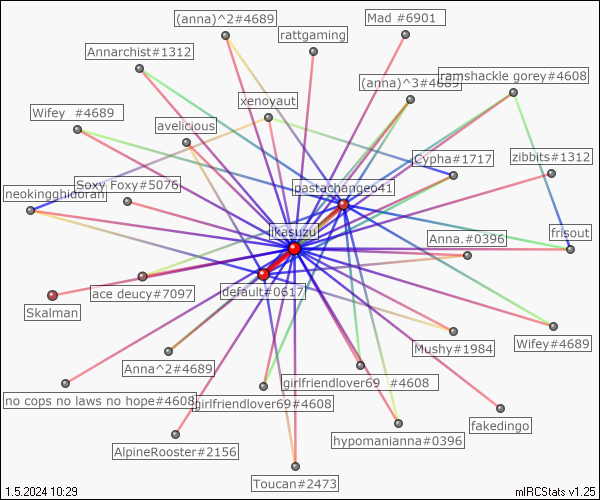 (anna)^2#4689
Mad #6901
rattgaming
Annarchist#1312
(anna)^3#4689
ramshackle gorey#4608
xenoyaut
Wifey #4689
avelicious
Cypha#1717
zibbits#1312
Soxy Foxy#5076
pastachangeo41
neokingghidorah
ikasuzu
frisout
Anna.#0396
default#0617
ace deucy#7097
Skalman
Wifey#4689
Mushy#1984
Anna^2#4689
girlfriendlover69 #4608
no cops no laws no hope#4608
girlfriendlover69#4608
fakedingo
hypomanianna#0396
AlpineRooster#2156
Toucan#2473
1.5.2024 10:29
mIRCStats v1.25